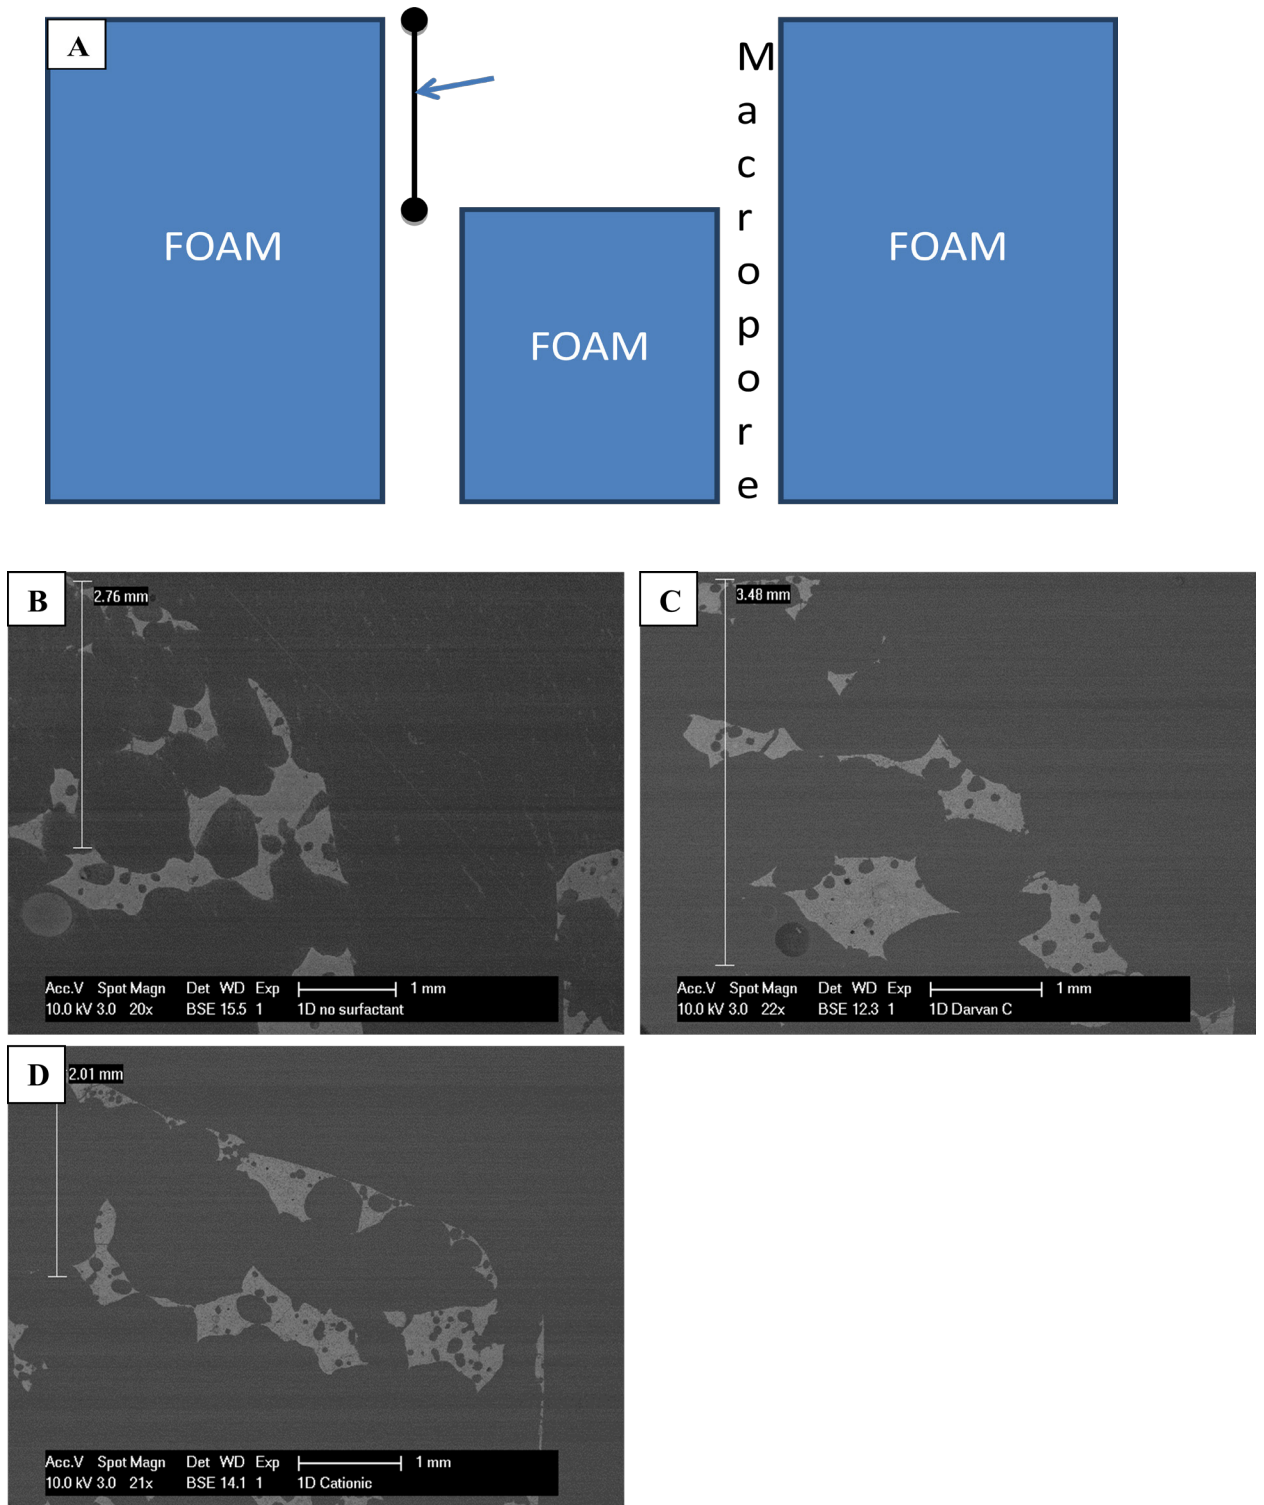 A
FOAM
FOAM
M
a
c
r
o
p
o
r
e
FOAM
B
2.76 mm
Acc.V Spot Magn Det WD Exp 1 mm
10.0 kV 3.0 20x BSE 15.5 1 1D no surfactant
C
3.48 mm
Acc.V Spot Magn Det WD Exp 1 mm
10.0 kV 3.0 22x BSE 12.3 1 1D Darvan C
D
2.01 mm
Acc.V Spot Magn Det WD Exp 1 mm
10.0 kV 3.0 21x BSE 14.1 1 1D Cationic